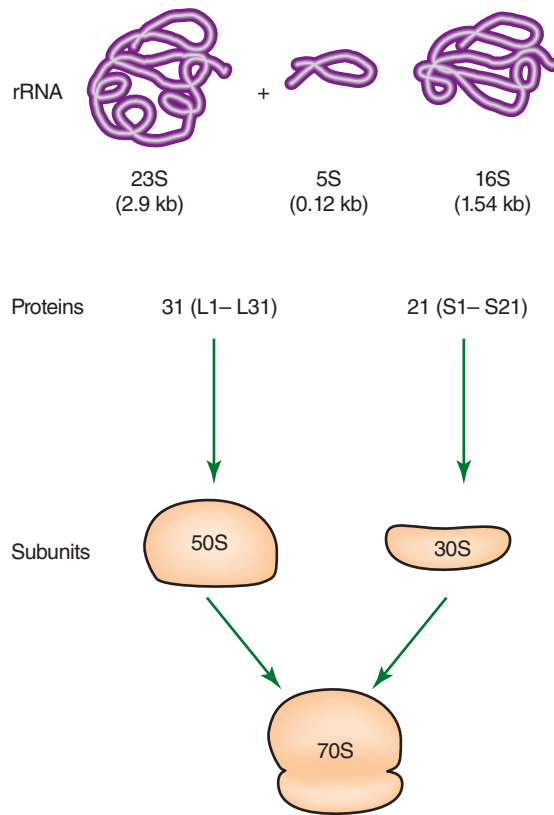 rRNA
+
23S
(2.9 kb)
5S
(0.12 kb)
16S
(1.54 kb)
Proteins
31 (L1– L31)
21 (S1– S21)
Subunits
50S
30S
70S